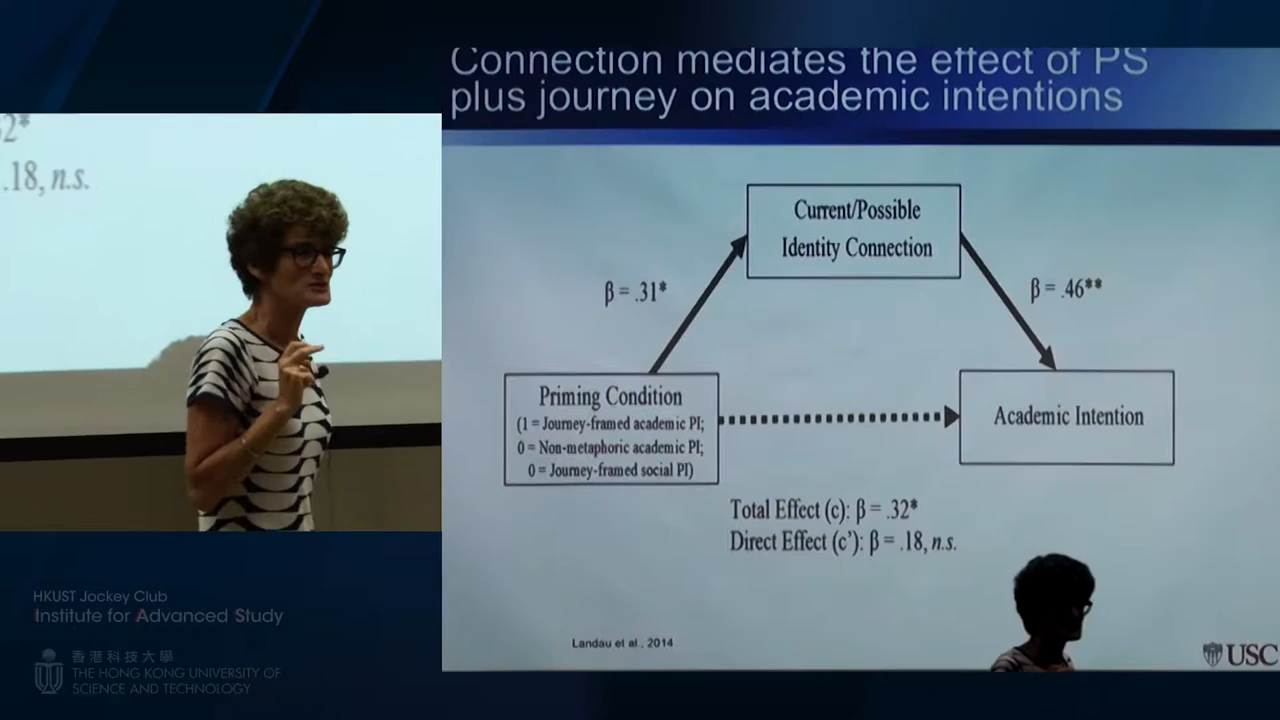 Connection mediates the effect of PS
plus journey on academic intentions
32*
.18, n.s.
Current/Possible
Identity Connection
β = .31*
β = .46**
Priming Condition
(1 = Journey-framed academic PI;
0 = Non-metaphoric academic PI;
0 = Journey-framed social PI)
Academic Intention
Total Effect (c): β = .32*
Direct Effect (c'): β = .18, n.s.
Landau et al., 2014
USC
HKUST Jockey Club
Institute for Advanced Study
香港科技大學
THE HONG KONG UNIVERSITY OF
SCIENCE AND TECHNOLOGY